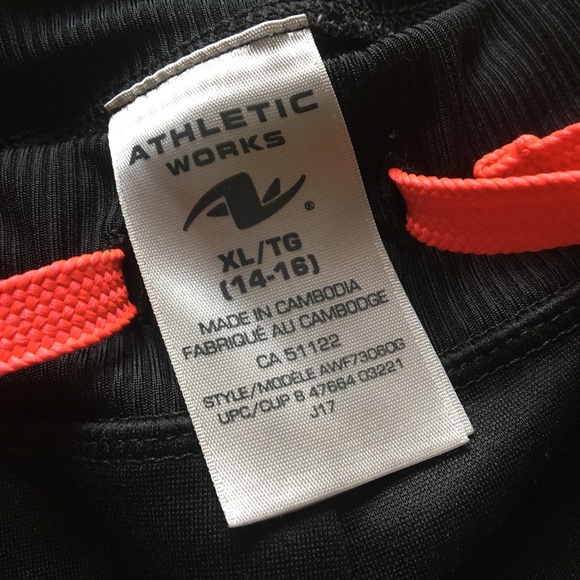 ATHLETIC
WORKS
®
XL/TG
(14-16)
MADE IN CAMBODIA
FABRIQUÉ AU CAMBODGE
CA 51122
STYLE/MODÈLE AWF73060G
UPC/CUP 8 47664 03221
J17